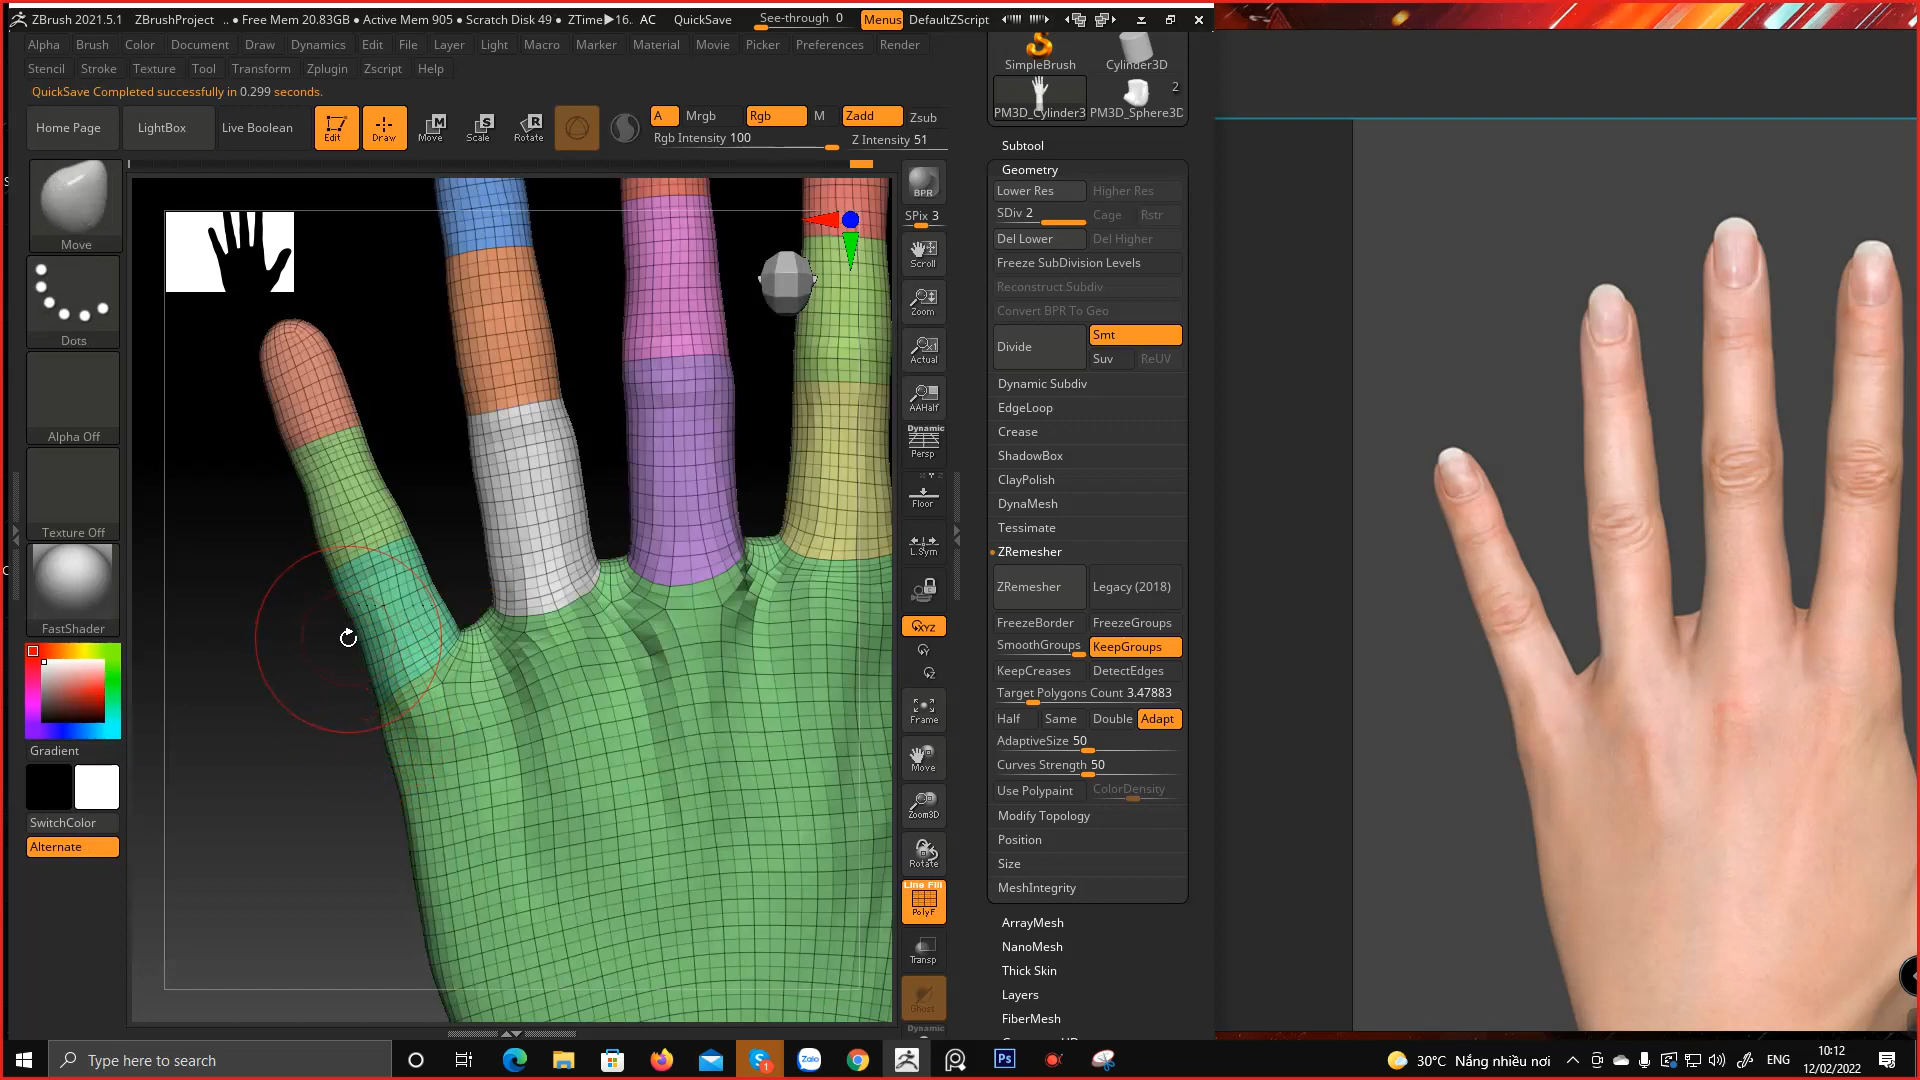 ZBrush 2021.5.1 ZBrushProject .. • Free Mem 20.83GB • Active Mem 905 • Scratch Disk 49 • ZTime▶16.. AC QuickSave See-through 0 Menus DefaultZScript
Alpha Brush Color Document Draw Dynamics Edit File Layer Light Macro Marker Material Movie Picker Preferences Render
Stencil Stroke Texture Tool Transform Zplugin Zscript Help
QuickSave Completed successfully in 0.299 seconds.
Home Page LightBox Live Boolean Edit Draw Move Scale Rotate A Mrgb Rgb M Zadd Zsub
Rgb Intensity 100 Z Intensity 51
Move
Dots
Alpha Off
Texture Off
FastShader
Gradient
SwitchColor
Alternate
BPR
SPix 3
Scroll
Zoom
Actual
AAHalf
Dynamic
Persp
Floor
L.Sym
XYZ
Frame
Move
Zoom3D
Rotate
Line Fill
PolyF
Transp
Ghost
Dynamic
SimpleBrush Cylinder3D
2
PM3D_Cylinder3 PM3D_Sphere3D
Subtool
Geometry
Lower Res Higher Res
SDiv 2 Cage Rstr
Del Lower Del Higher
Freeze SubDivision Levels
Reconstruct Subdiv
Convert BPR To Geo
Divide Smt
Suv ReUV
Dynamic Subdiv
EdgeLoop
Crease
ShadowBox
ClayPolish
DynaMesh
Tessimate
ZRemesher
ZRemesher Legacy (2018)
FreezeBorder FreezeGroups
SmoothGroups KeepGroups
KeepCreases DetectEdges
Target Polygons Count 3.47883
Half Same Double Adapt
AdaptiveSize 50
Curves Strength 50
Use Polypaint ColorDensity
Modify Topology
Position
Size
MeshIntegrity
ArrayMesh
NanoMesh
Thick Skin
Layers
FiberMesh
Type here to search
Zalo
Ps
1
30°C Nắng nhiều nơi
ENG
10:12
12/02/2022